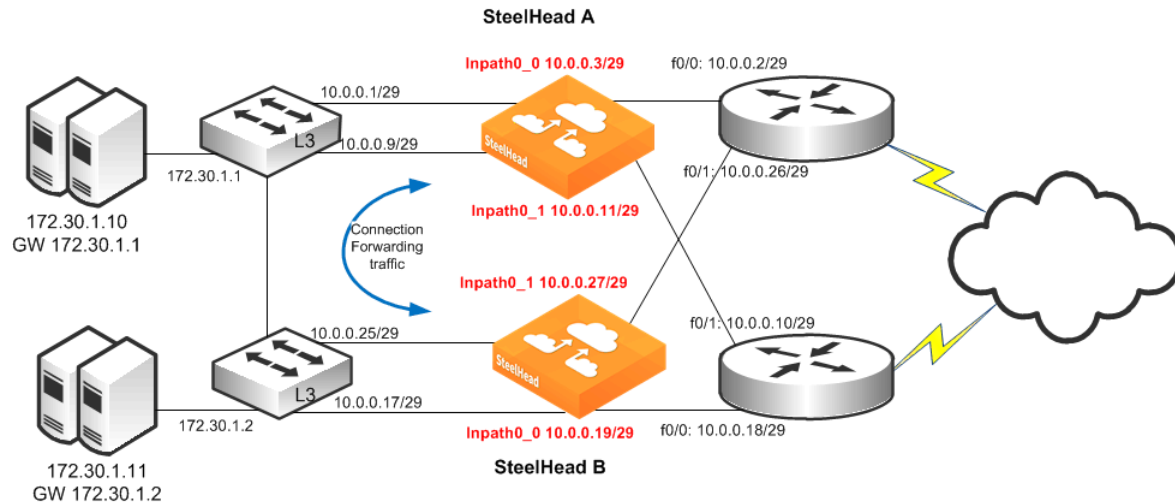 SteelHead A
Inpath0_0 10.0.0.3/29
f0/0: 10.0.0.2/29
10.0.0.1/29
L3
10.0.0.9/29
SteelHead
172.30.1.1
f0/1: 10.0.0.26/29
172.30.1.10
GW 172.30.1.1
Inpath0_1 10.0.0.11/29
Connection
Forwarding
traffic
Inpath0_1 10.0.0.27/29
10.0.0.25/29
f0/1: 10.0.0.10/29
L3
SteelHead
10.0.0.17/29
172.30.1.2
Inpath0_0 10.0.0.19/29
f0/0: 10.0.0.18/29
172.30.1.11
GW 172.30.1.2
SteelHead B